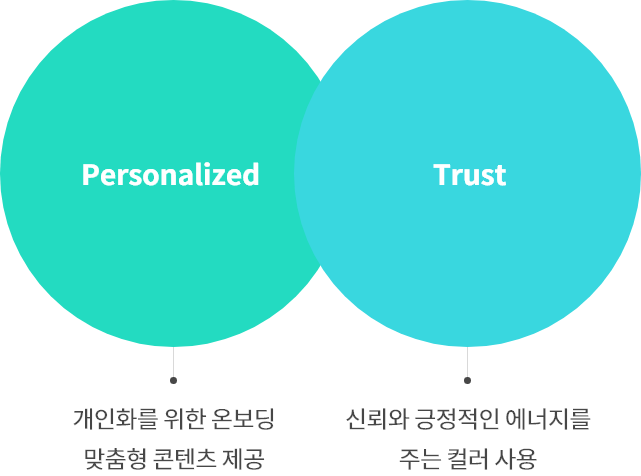 Personalized
Trust
개인화를 위한 온보딩
맞춤형 콘텐츠 제공
신뢰와 긍정적인 에너지를
주는 컬러 사용